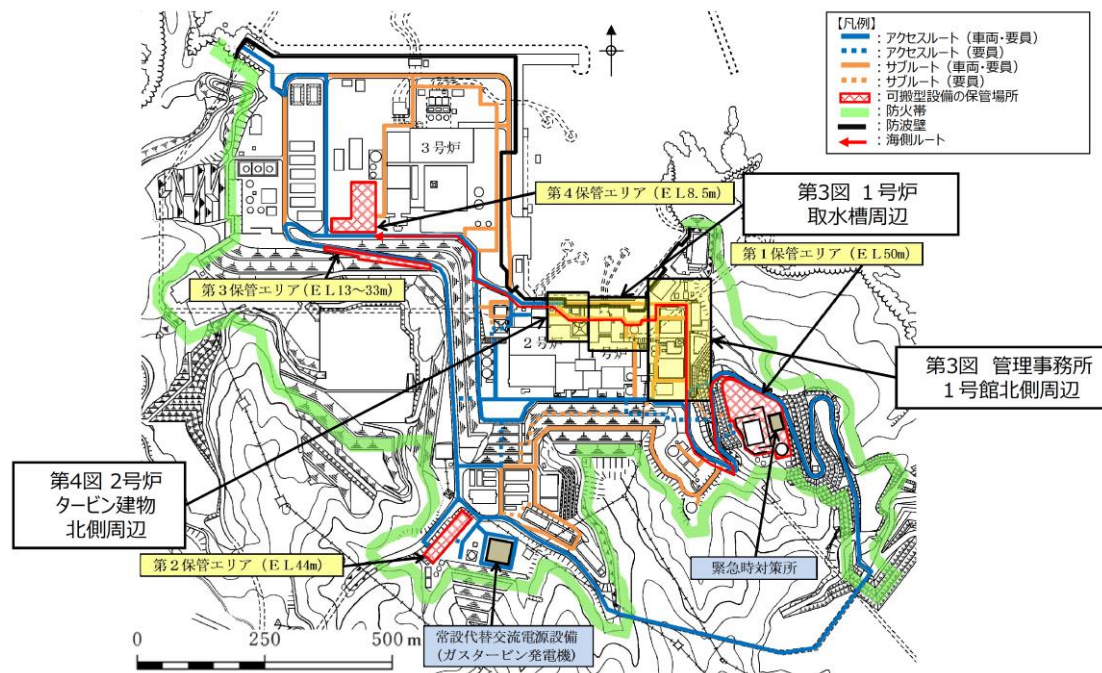 【凡例】
：アクセスルート（車両・要員）
：アクセスルート（要員）
：サブルート（車両・要員）
：サブルート（要員）
：可搬型設備の保管場所
：防火帯
：防波壁
：海側ルート
3号炉
第4保管エリア（EL8.5m）
第3図 1号炉
取水槽周辺
第1保管エリア（EL50m）
第3保管エリア(EL13～33m)
2号炉
号炉
第3図 管理事務所
1号館北側周辺
第4図 2号炉
タービン建物
北側周辺
第2保管エリア（EL44m）
緊急時対策所
常設代替交流電源設備
(ガスタービン発電機)
0 250 500 m